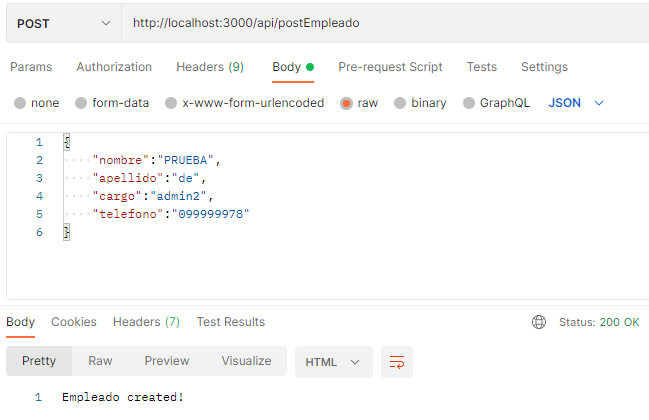 POST http://localhost:3000/api/postEmpleado
Params Authorization Headers (9) Body Pre-request Script Tests Settings
none form-data x-www-form-urlencoded raw binary GraphQL JSON
1 {
2 "nombre":"PRUEBA",
3 "apellido":"de",
4 "cargo":"admin2",
5 "telefono":"099999978"
6 }
Body Cookies Headers (7) Test Results Status: 200 OK
Pretty Raw Preview Visualize HTML
1 Empleado created!